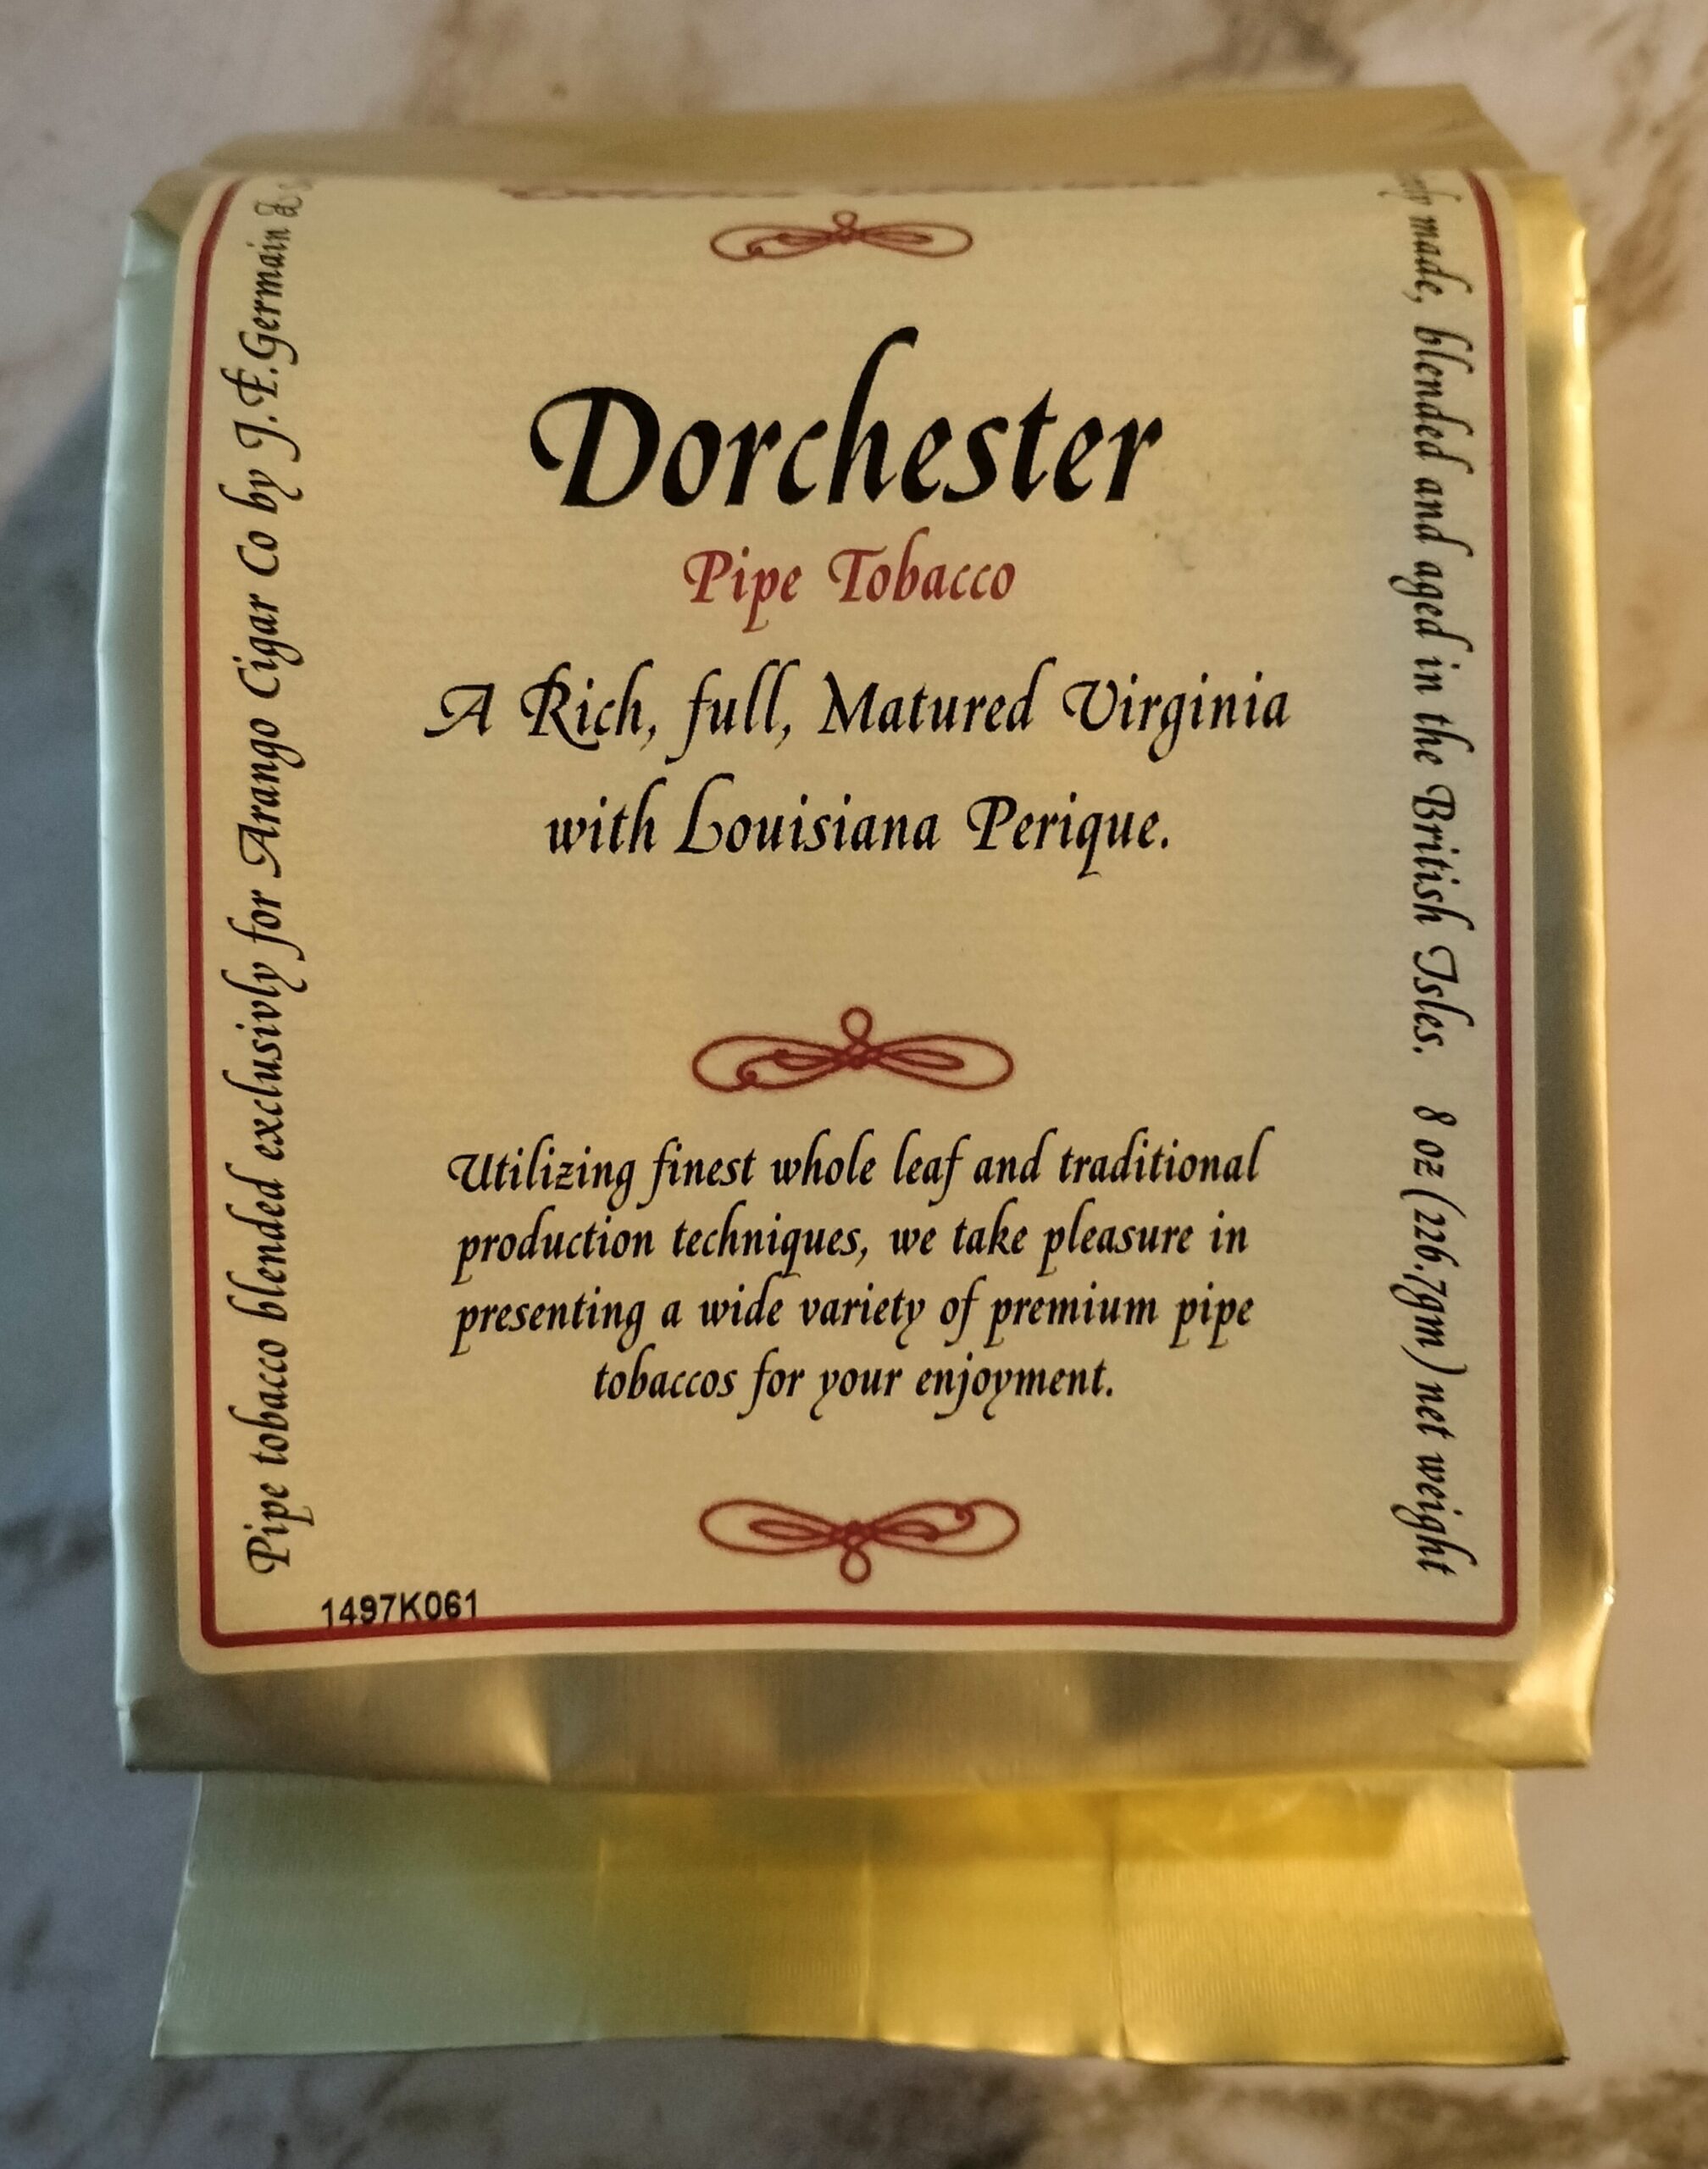 Dorchester
Pipe Tobacco
A Rich, full, Matured Virginia
with Louisiana Perique.
Utilizing finest whole leaf and traditional
production techniques, we take pleasure in
presenting a wide variety of premium pipe
tobaccos for your enjoyment.
Pipe tobacco blended exclusivly for Arango Cigar Co by J.F.Germain &
made, blended and aged in the British Isles. 8 oz (226.7gm) net weight
1497K061